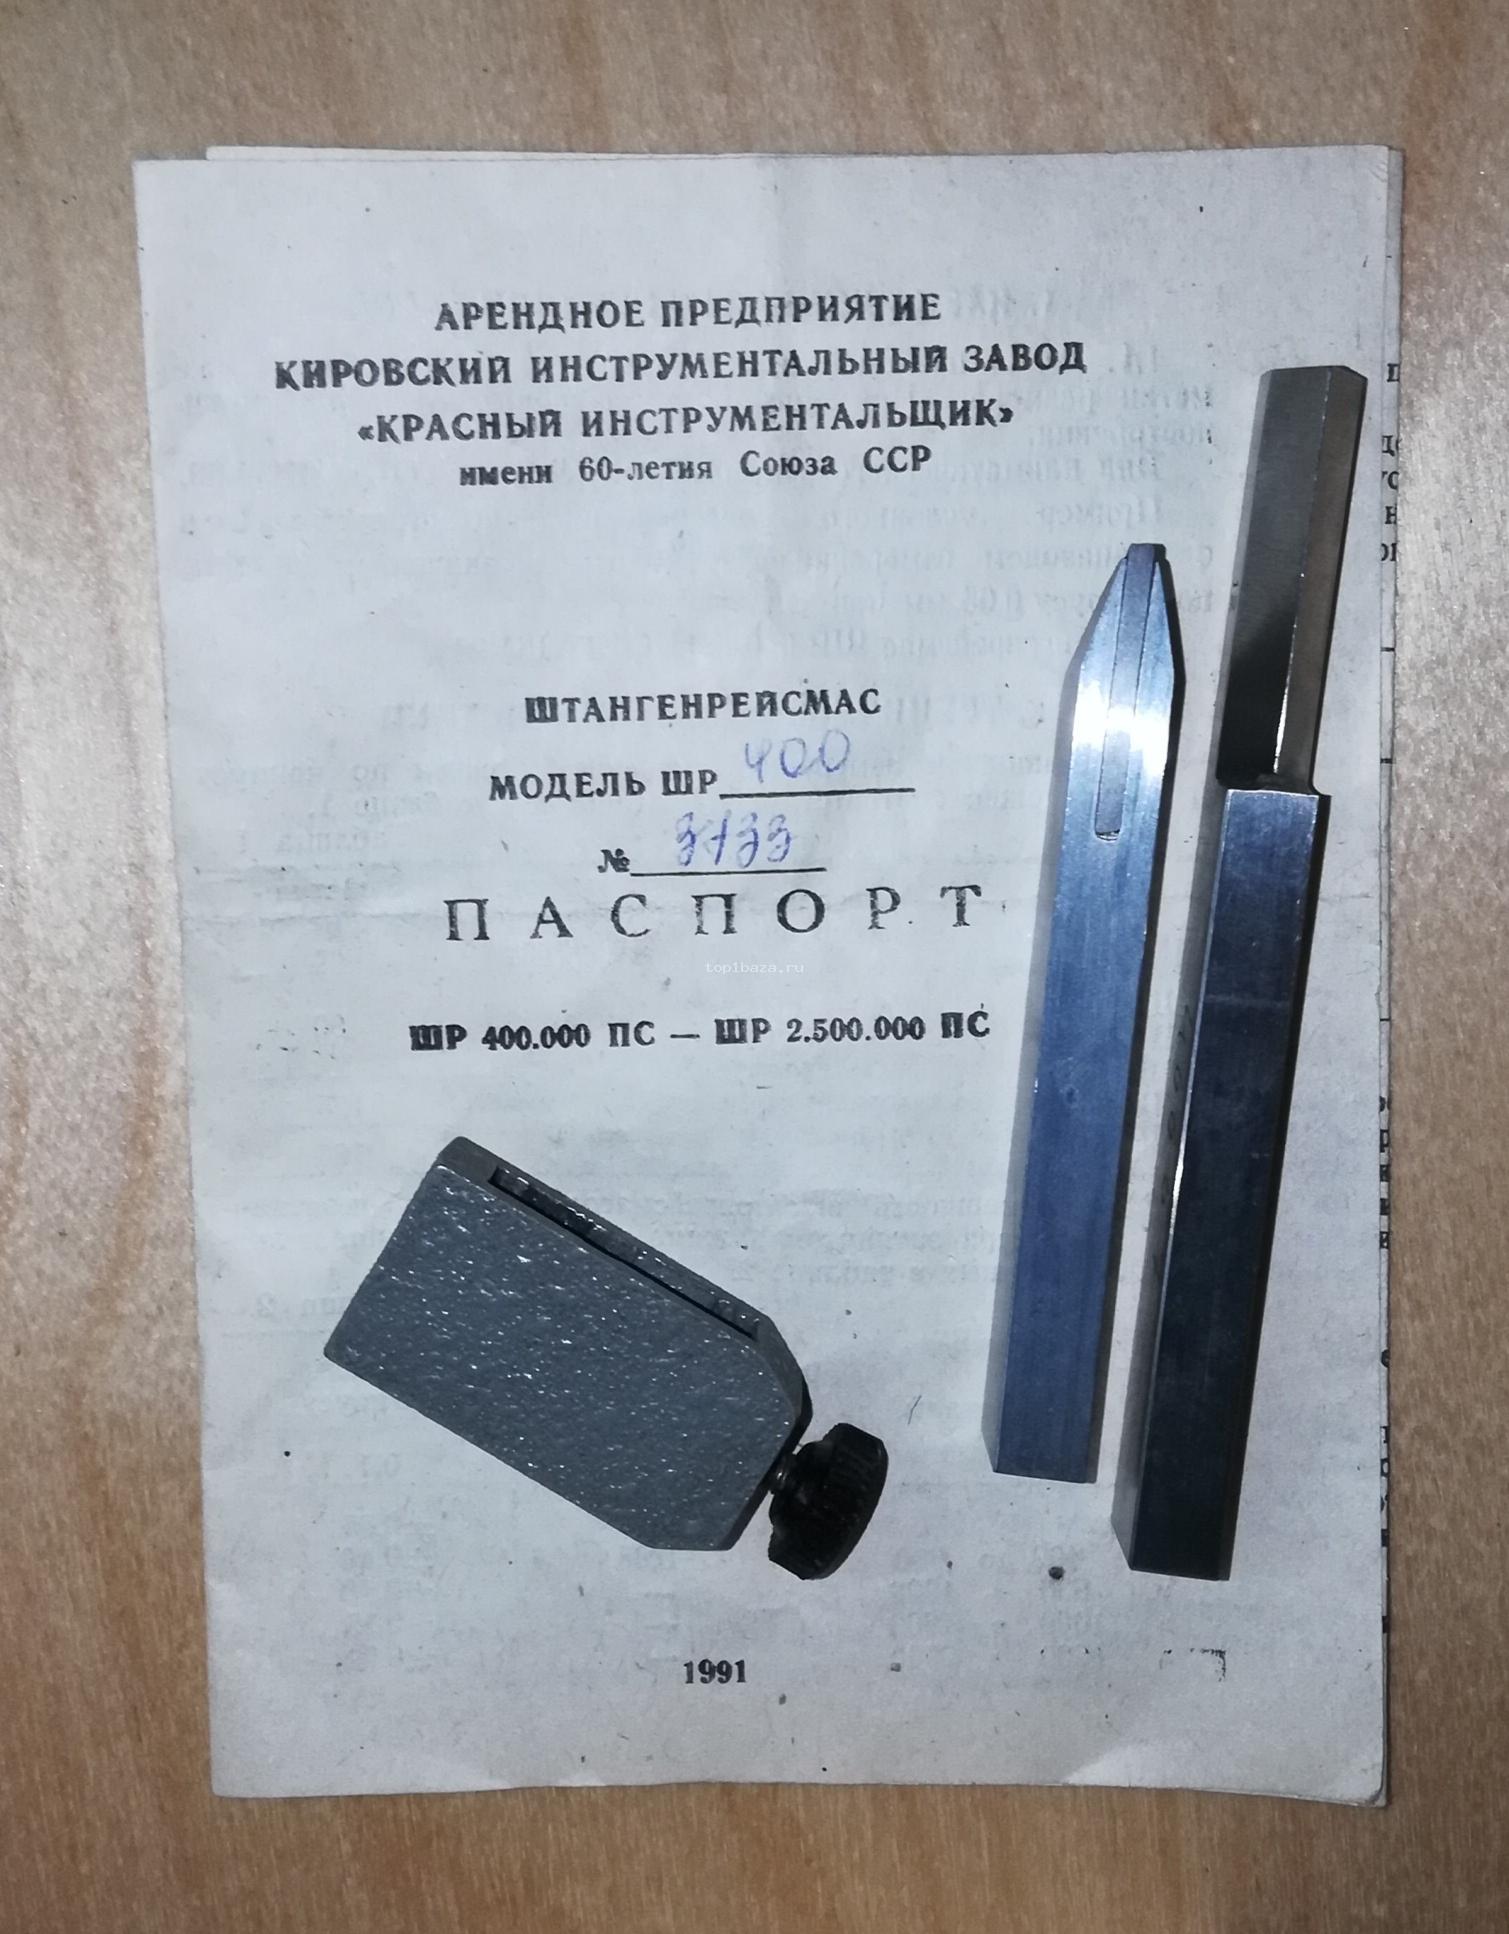 АРЕНДНОЕ ПРЕДПРИЯТИЕ
КИРОВСКИЙ ИНСТРУМЕНТАЛЬНЫЙ ЗАВОД
«КРАСНЫЙ ИНСТРУМЕНТАЛЬЩИК»
имени 60-летия Союза ССР
ШТАНГЕНРЕЙСМАС
МОДЕЛЬ ШР 400
№ 3133
ПАСПОРТ
top1baza.ru
ШР 400.000 ПС — ШР 2.500.000 ПС
1991